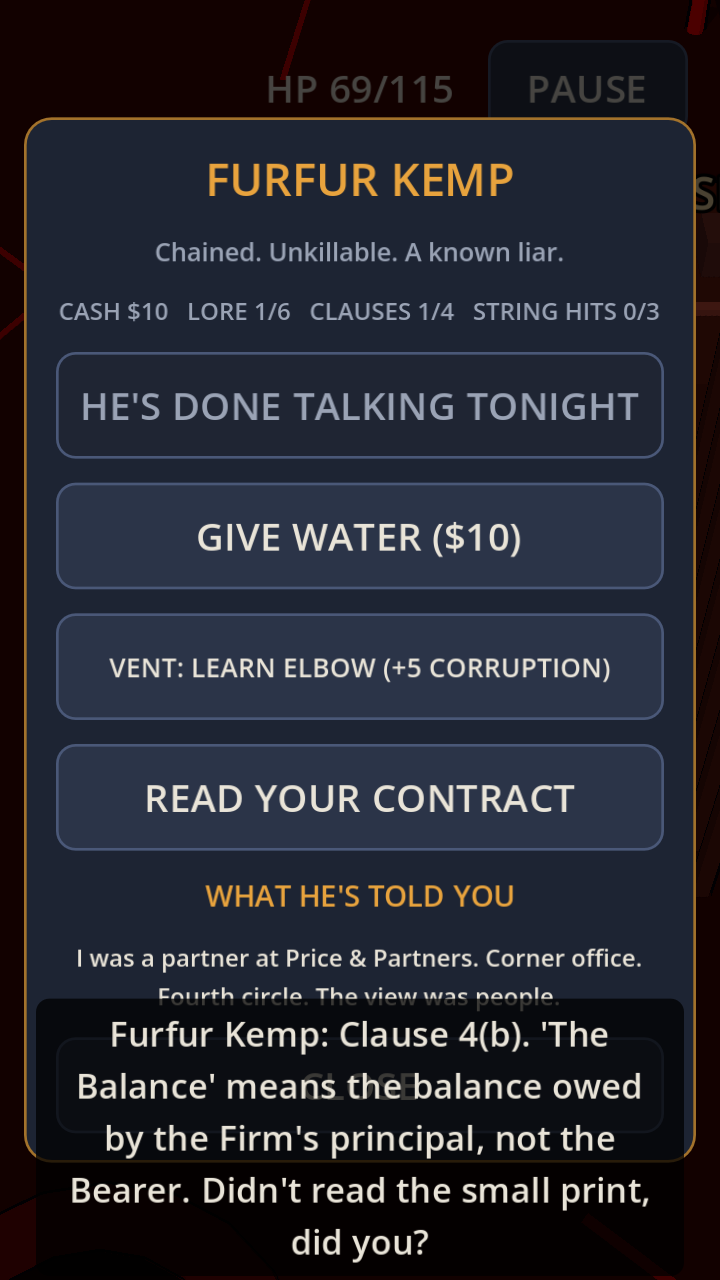 HP 69/115
PAUSE
S
FURFUR KEMP
Chained. Unkillable. A known liar.
CASH $10 LORE 1/6 CLAUSES 1/4 STRING HITS 0/3
HE'S DONE TALKING TONIGHT
GIVE WATER ($10)
VENT: LEARN ELBOW (+5 CORRUPTION)
READ YOUR CONTRACT
WHAT HE'S TOLD YOU
I was a partner at Price & Partners. Corner office.
Fourth circle. The view was people.
CLOSE
Furfur Kemp: Clause 4(b). 'The
Balance' means the balance owed
by the Firm's principal, not the
Bearer. Didn't read the small print,
did you?